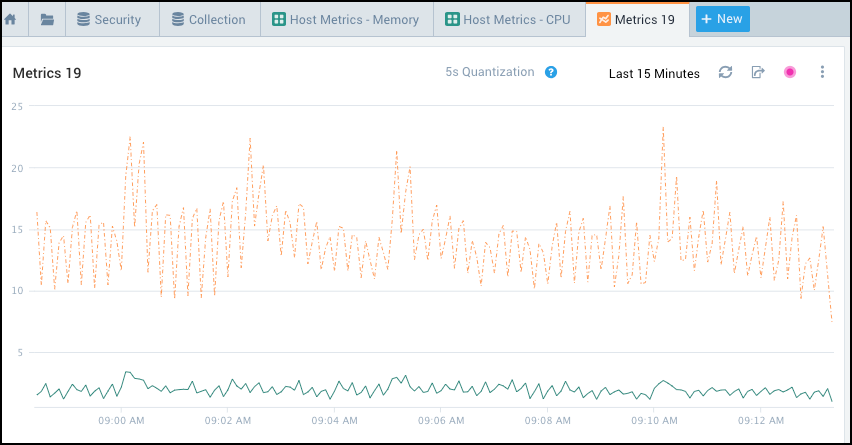 Security Collection Host Metrics - Memory Host Metrics - CPU Metrics 19 + New
Metrics 19 5s Quantization ? Last 15 Minutes
25
20
15
10
5
09:00 AM 09:02 AM 09:04 AM 09:06 AM 09:08 AM 09:10 AM 09:12 AM